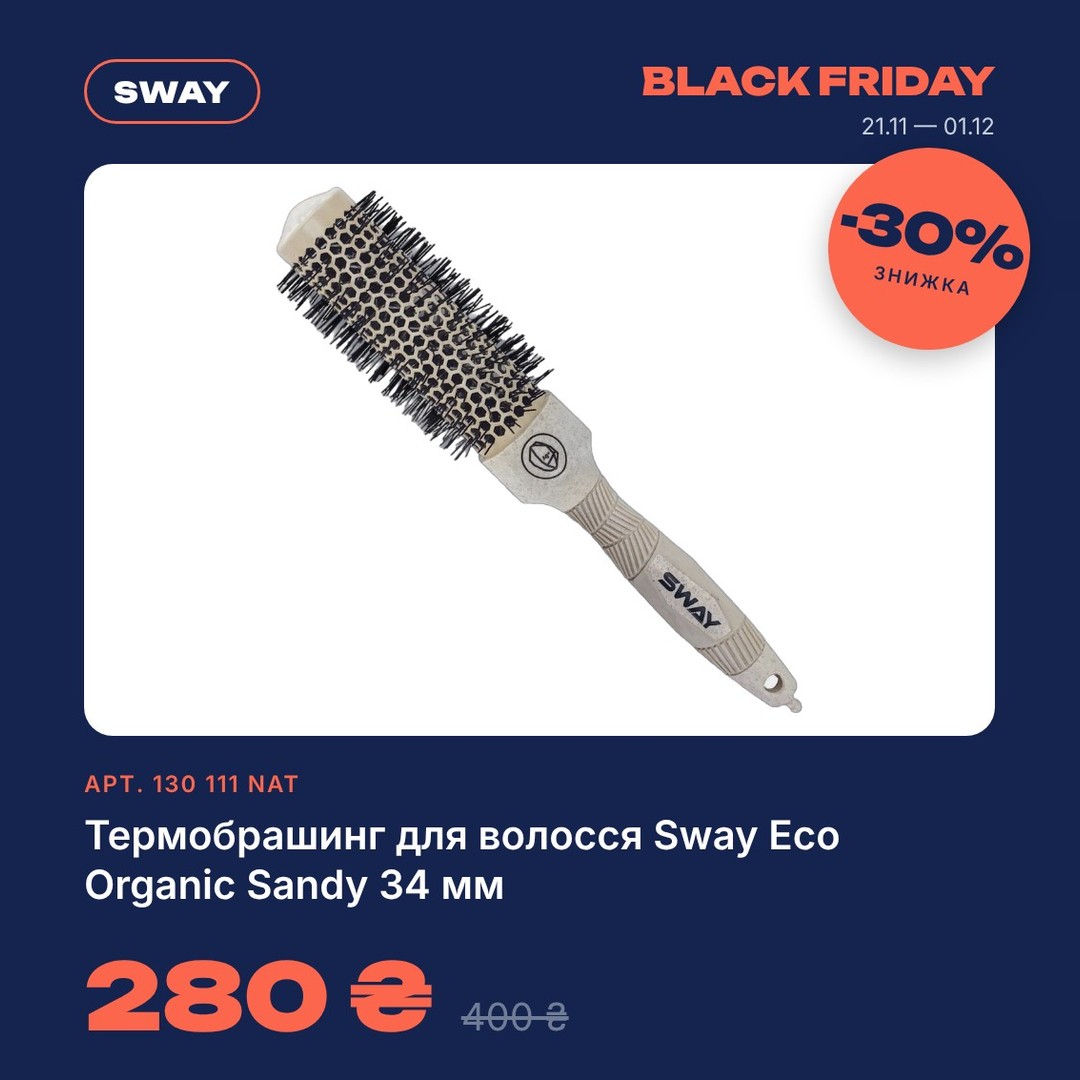 SWAY
BLACK FRIDAY
21.11 — 01.12
-30%
ЗНИЖКА
SWAY
АРТ. 130 111 NAT
Термобрашинг для волосся Sway Eco
Organic Sandy 34 мм
280 ₴
400 ₴